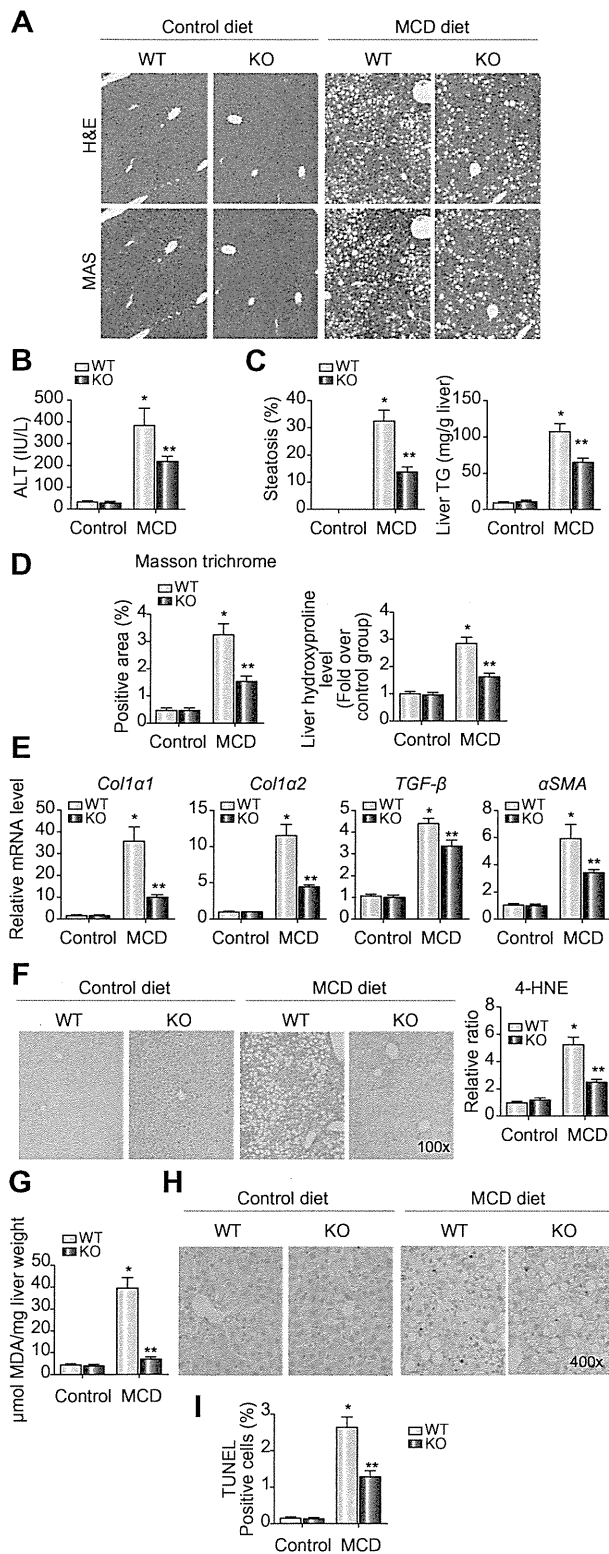 A
Control diet MCD diet
WT KO WT KO
H&E
MAS
B
WT
KO
ALT (IU/L)
500
400
300
200
100
0
*
**
Control MCD
C
Steatosis (%)
40
30
20
10
0
*
**
Control MCD
Liver TG (mg/g liver)
150
100
50
0
*
**
Control MCD
D
Masson trichrome
WT
KO
Positive area (%)
4
3
2
1
0
*
**
Control MCD
Liver hydroxyproline
level
(Fold over
control group)
4
3
2
1
0
*
**
Control MCD
E
Relative mRNA level
Col1α1
WT
KO
50
40
30
20
10
0
*
**
Control MCD
Col1α2
WT
KO
15
10
5
0
*
**
Control MCD
TGF-β
WT
KO
5
4
3
2
1
0
*
**
Control MCD
αSMA
WT
KO
8
6
4
2
0
*
**
Control MCD
F
Control diet MCD diet
WT KO WT KO
100x
4-HNE
WT
KO
Relative ratio
8
6
4
2
0
*
**
Control MCD
G
WT
KO
µmol MDA/mg liver weight
50
40
30
20
10
0
*
**
Control MCD
H
Control diet MCD diet
WT KO WT KO
400x
I
TUNEL
Positive cells (%)
3
2
1
0
*
**
WT
KO
Control MCD